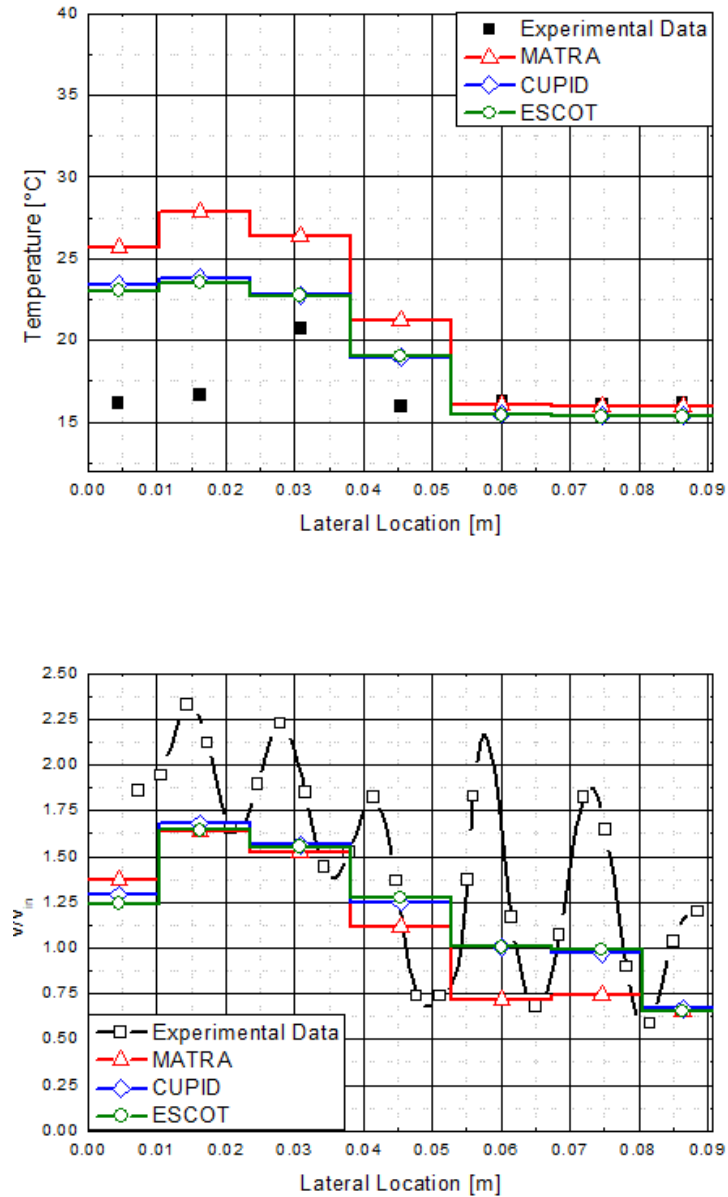 40
35
30
25
20
15
Temperature [°C]
Experimental Data
MATRA
CUPID
ESCOT
0.00 0.01 0.02 0.03 0.04 0.05 0.06 0.07 0.08 0.09
Lateral Location [m]
2.50
2.25
2.00
1.75
1.50
1.25
1.00
0.75
0.50
0.25
0.00
v/v_in
Experimental Data
MATRA
CUPID
ESCOT
0.00 0.01 0.02 0.03 0.04 0.05 0.06 0.07 0.08 0.09
Lateral Location [m]